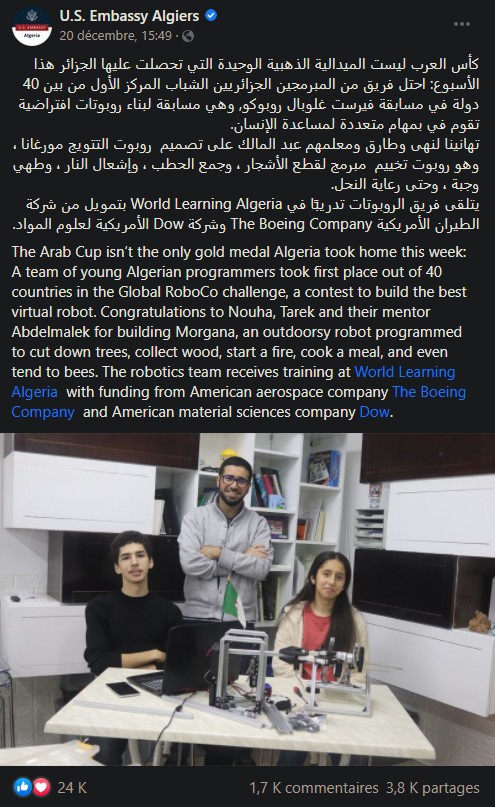 U.S. Embassy Algiers
20 décembre, 15:49
كأس العرب ليست الميدالية الذهبية الوحيدة التي تحصلت عليها الجزائر هذا
الأسبوع: احتل فريق من المبرمجين الجزائريين الشباب المركز الأول من بين 40
دولة في مسابقة فيرست غلوبال روبوكو, وهي مسابقة لبناء روبوتات افتراضية
تقوم في بمهام متعددة لمساعدة الإنسان.
تهانينا لنهى وطارق ومعلمهم عبد المالك على تصميم روبوت التتويج مورغانا ،
وهو روبوت تخييم مبرمج لقطع الأشجار ، وجمع الحطب ، وإشعال النار ، وطهي
وجبة ، وحتى رعاية النحل.
يتلقى فريق الروبوتات تدريبًا في World Learning Algeria بتمويل من شركة
الطيران الأمريكية The Boeing Company وشركة Dow الأمريكية لعلوم المواد.
The Arab Cup isn't the only gold medal Algeria took home this week:
A team of young Algerian programmers took first place out of 40
countries in the Global RoboCo challenge, a contest to build the best
virtual robot. Congratulations to Nouha, Tarek and their mentor
Abdelmalek for building Morgana, an outdoorsy robot programmed
to cut down trees, collect wood, start a fire, cook a meal, and even
tend to bees. The robotics team receives training at World Learning
Algeria with funding from American aerospace company The Boeing
Company and American material sciences company Dow.
24 K 1,7 K commentaires 3,8 K partages